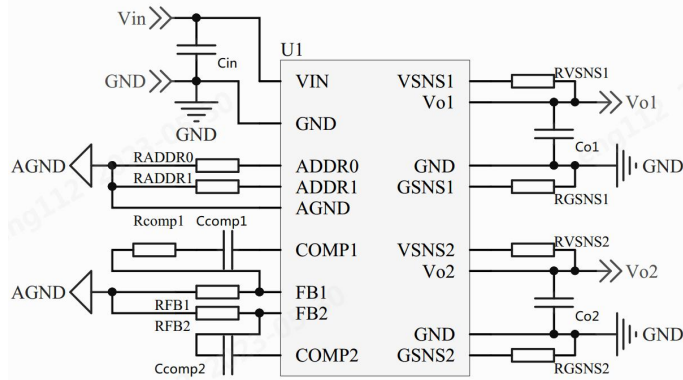 Vin
Cin
U1
GND
GND
VIN
GND
VSNS1
Vo1
RVSNS1
Vo1
Co1
AGND
RADDR0
RADDR1
ADDR0
ADDR1
AGND
GND
GSNS1
GND
RGSNS1
Rcomp1 Ccomp1
COMP1
VSNS2
Vo2
RVSNS2
Vo2
AGND
RFB1
RFB2
FB1
FB2
Co2
Ccomp2
COMP2
GND
GSNS2
GND
RGSNS2